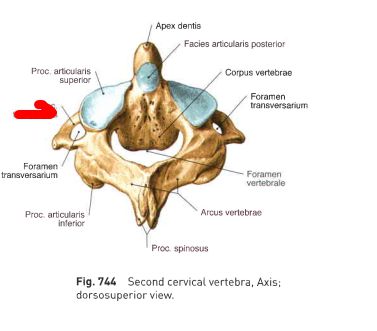 Apex dentis
Facies articularis posterior
Proc. articularis
superior
Corpus vertebrae
Foramen
transversarium
Foramen
transversarium
Foramen
vertebrale
Proc. articularis
inferior
Arcus vertebrae
Proc. spinosus
Fig. 744 Second cervical vertebra, Axis;
dorsosuperior view.